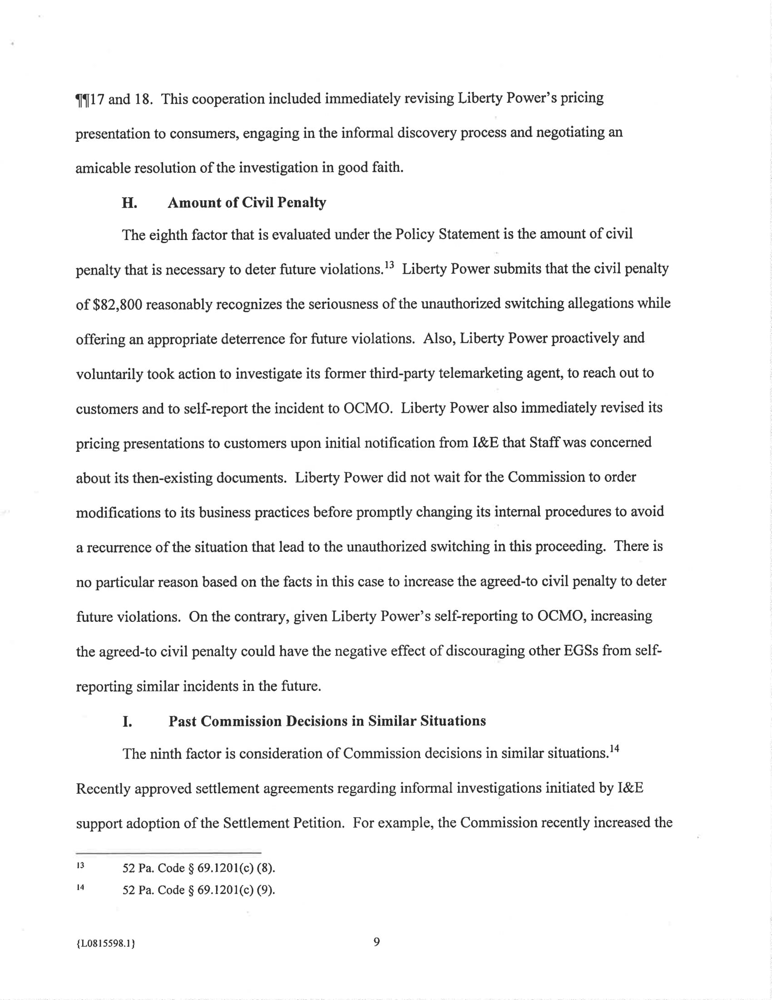 ¶¶17 and 18. This cooperation included immediately revising Liberty Power's pricing
presentation to consumers, engaging in the informal discovery process and negotiating an
amicable resolution of the investigation in good faith.
H. Amount of Civil Penalty
The eighth factor that is evaluated under the Policy Statement is the amount of civil
penalty that is necessary to deter future violations.13 Liberty Power submits that the civil penalty
of $82,800 reasonably recognizes the seriousness of the unauthorized switching allegations while
offering an appropriate deterrence for future violations. Also, Liberty Power proactively and
voluntarily took action to investigate its former third-party telemarketing agent, to reach out to
customers and to self-report the incident to OCMO. Liberty Power also immediately revised its
pricing presentations to customers upon initial notification from I&E that Staff was concerned
about its then-existing documents. Liberty Power did not wait for the Commission to order
modifications to its business practices before promptly changing its internal procedures to avoid
a recurrence of the situation that lead to the unauthorized switching in this proceeding. There is
no particular reason based on the facts in this case to increase the agreed-to civil penalty to deter
future violations. On the contrary, given Liberty Power's self-reporting to OCMO, increasing
the agreed-to civil penalty could have the negative effect of discouraging other EGSs from self-
reporting similar incidents in the future.
I. Past Commission Decisions in Similar Situations
The ninth factor is consideration of Commission decisions in similar situations.14
Recently approved settlement agreements regarding informal investigations initiated by I&E
support adoption of the Settlement Petition. For example, the Commission recently increased the
13 52 Pa. Code § 69.1201(c) (8).
14 52 Pa. Code § 69.1201(c) (9).
{L0815598.1} 9